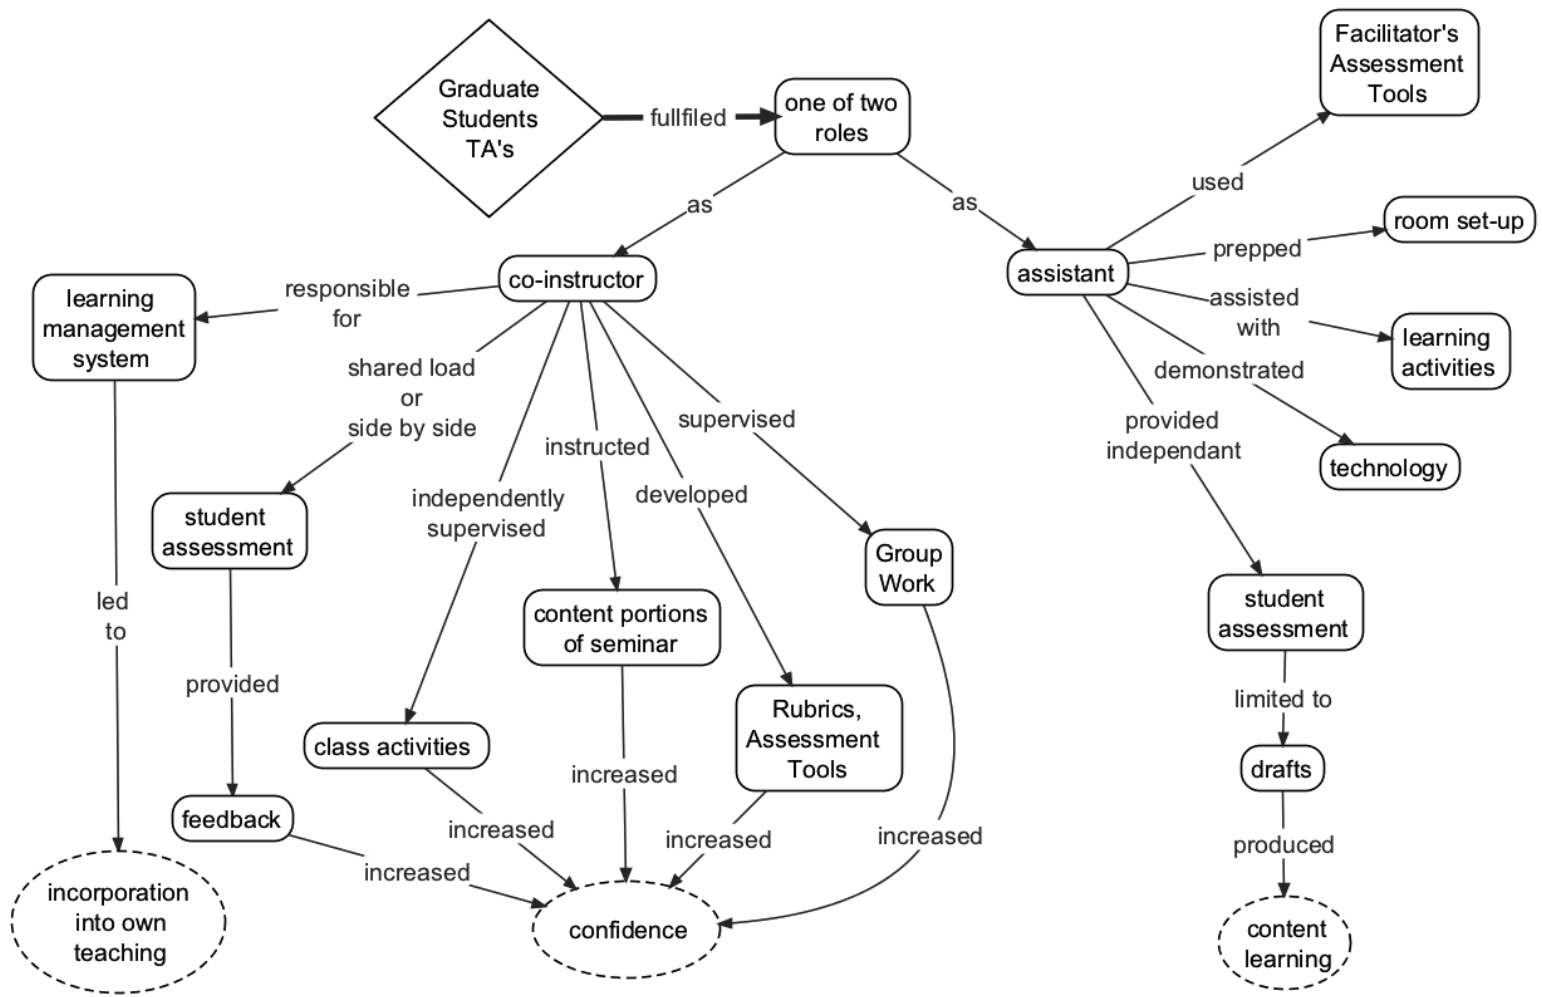 Graduate
Students
TA's
fullfiled
one of two
roles
as
as
co-instructor
assistant
used
Facilitator's
Assessment
Tools
prepped
room set-up
assisted
with
learning
activities
demonstrated
technology
provided
independant
student
assessment
limited to
drafts
produced
content
learning
responsible
for
learning
management
system
led
to
incorporation
into own
teaching
shared load
or
side by side
student
assessment
provided
feedback
increased
independently
supervised
class activities
increased
instructed
content portions
of seminar
increased
developed
Rubrics,
Assessment
Tools
increased
supervised
Group
Work
increased
confidence